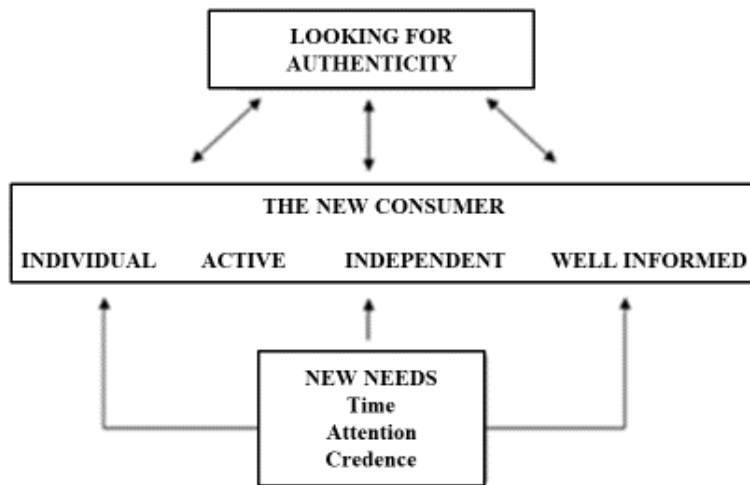 LOOKING FOR
AUTHENTICITY
THE NEW CONSUMER
INDIVIDUAL ACTIVE INDEPENDENT WELL INFORMED
NEW NEEDS
Time
Attention
Credence